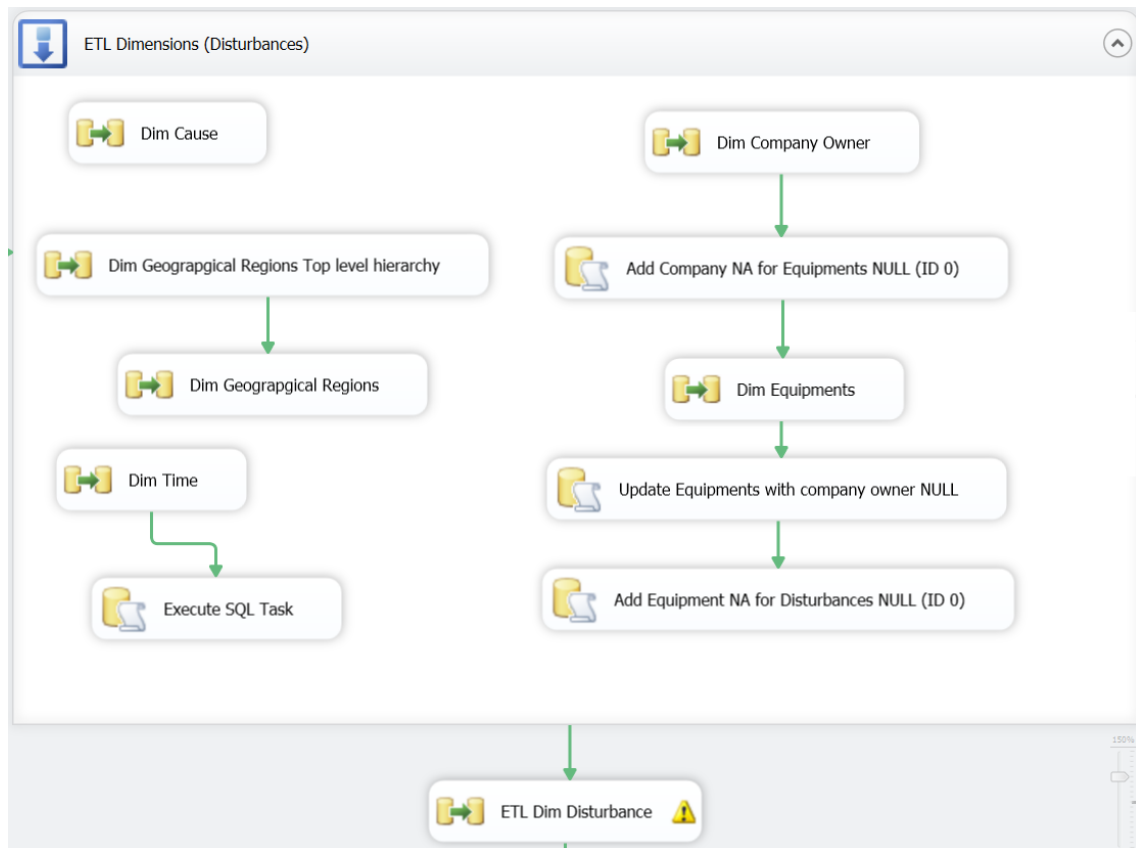 ETL Dimensions (Disturbances)
Dim Cause
Dim Company Owner
Dim Geograpgical Regions Top level hierarchy
Add Company NA for Equipments NULL (ID 0)
Dim Geograpgical Regions
Dim Equipments
Dim Time
Update Equipments with company owner NULL
Execute SQL Task
Add Equipment NA for Disturbances NULL (ID 0)
150%
ETL Dim Disturbance